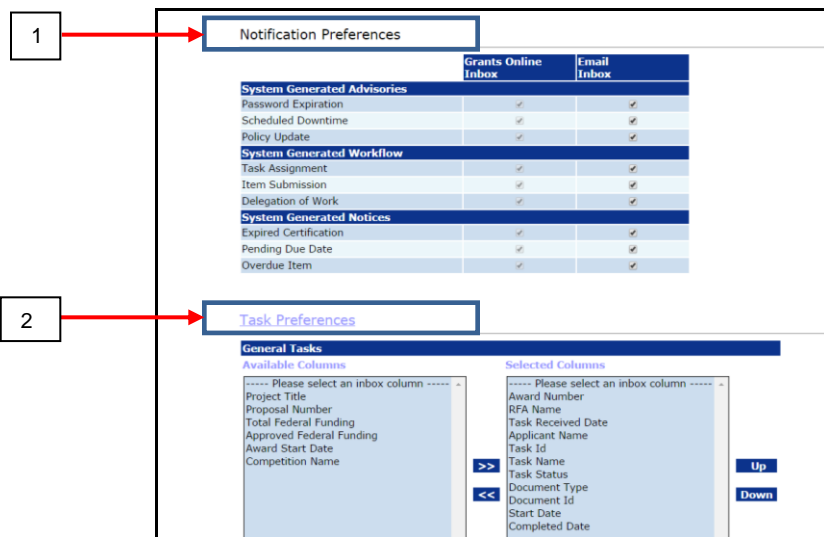 1
Notification Preferences
Grants Online Inbox
Email Inbox
System Generated Advisories
Password Expiration
Scheduled Downtime
Policy Update
System Generated Workflow
Task Assignment
Item Submission
Delegation of Work
System Generated Notices
Expired Certification
Pending Due Date
Overdue Item
2
Task Preferences
General Tasks
Available Columns
----- Please select an inbox column -----
Project Title
Proposal Number
Total Federal Funding
Approved Federal Funding
Award Start Date
Competition Name
>>
<<
Selected Columns
----- Please select an inbox column -----
Award Number
RFA Name
Task Received Date
Applicant Name
Task Id
Task Name
Task Status
Document Type
Document Id
Start Date
Completed Date
Up
Down